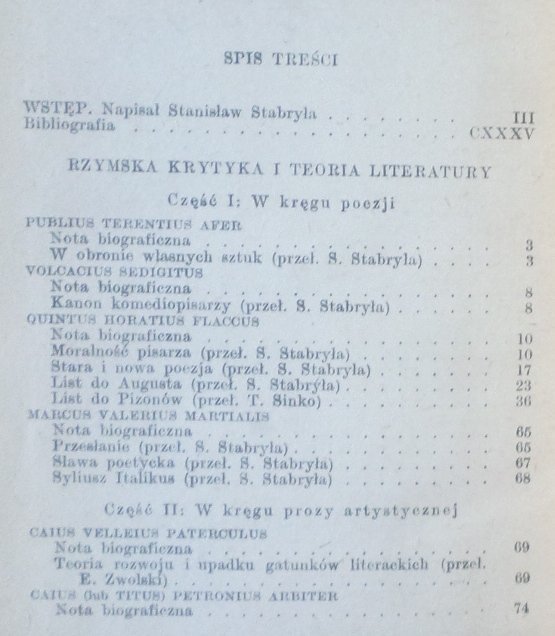 SPIS TREŚCI
WSTĘP. Napisał Stanisław Stabryła . . . . . . . III
Bibliografia . . . . . . . . . . . . . . . . . CXXXV
RZYMSKA KRYTYKA I TEORIA LITERATURY
Część I: W kręgu poezji
PUBLIUS TERENTIUS AFER
Nota biograficzna . . . . . . . . . . . . . . . 3
W obronie własnych sztuk (przeł. S. Stabryła) . . . . 3
VOLCACIUS SEDIGITUS
Nota biograficzna . . . . . . . . . . . . . . . 8
Kanon komediopisarzy (przeł. S. Stabryła) . . . . . 8
QUINTUS HORATIUS FLACCUS
Nota biograficzna . . . . . . . . . . . . . . . 10
Moralność pisarza (przeł. S. Stabryła) . . . . . . . 10
Stara i nowa poezja (przeł. S. Stabryła) . . . . . . 17
List do Augusta (przeł. S. Stabryła) . . . . . . . . 23
List do Pizonów (przeł. T. Sinko) . . . . . . . . . 36
MARCUS VALERIUS MARTIALIS
Nota biograficzna . . . . . . . . . . . . . . . 65
Przesłanie (przeł. S. Stabryła) . . . . . . . . . . 65
Sława poetycka (przeł. S. Stabryła) . . . . . . . . 67
Syliusz Italikus (przeł. S. Stabryła) . . . . . . . . 68
Część II: W kręgu prozy artystycznej
CAIUS VELLEIUS PATERCULUS
Nota biograficzna . . . . . . . . . . . . . . . 69
Teoria rozwoju i upadku gatunków literackich (przeł.
E. Zwolski) . . . . . . . . . . . . . . . . . 69
CAIUS (lub TITUS) PETRONIUS ARBITER
Nota biograficzna . . . . . . . . . . . . . . . 74